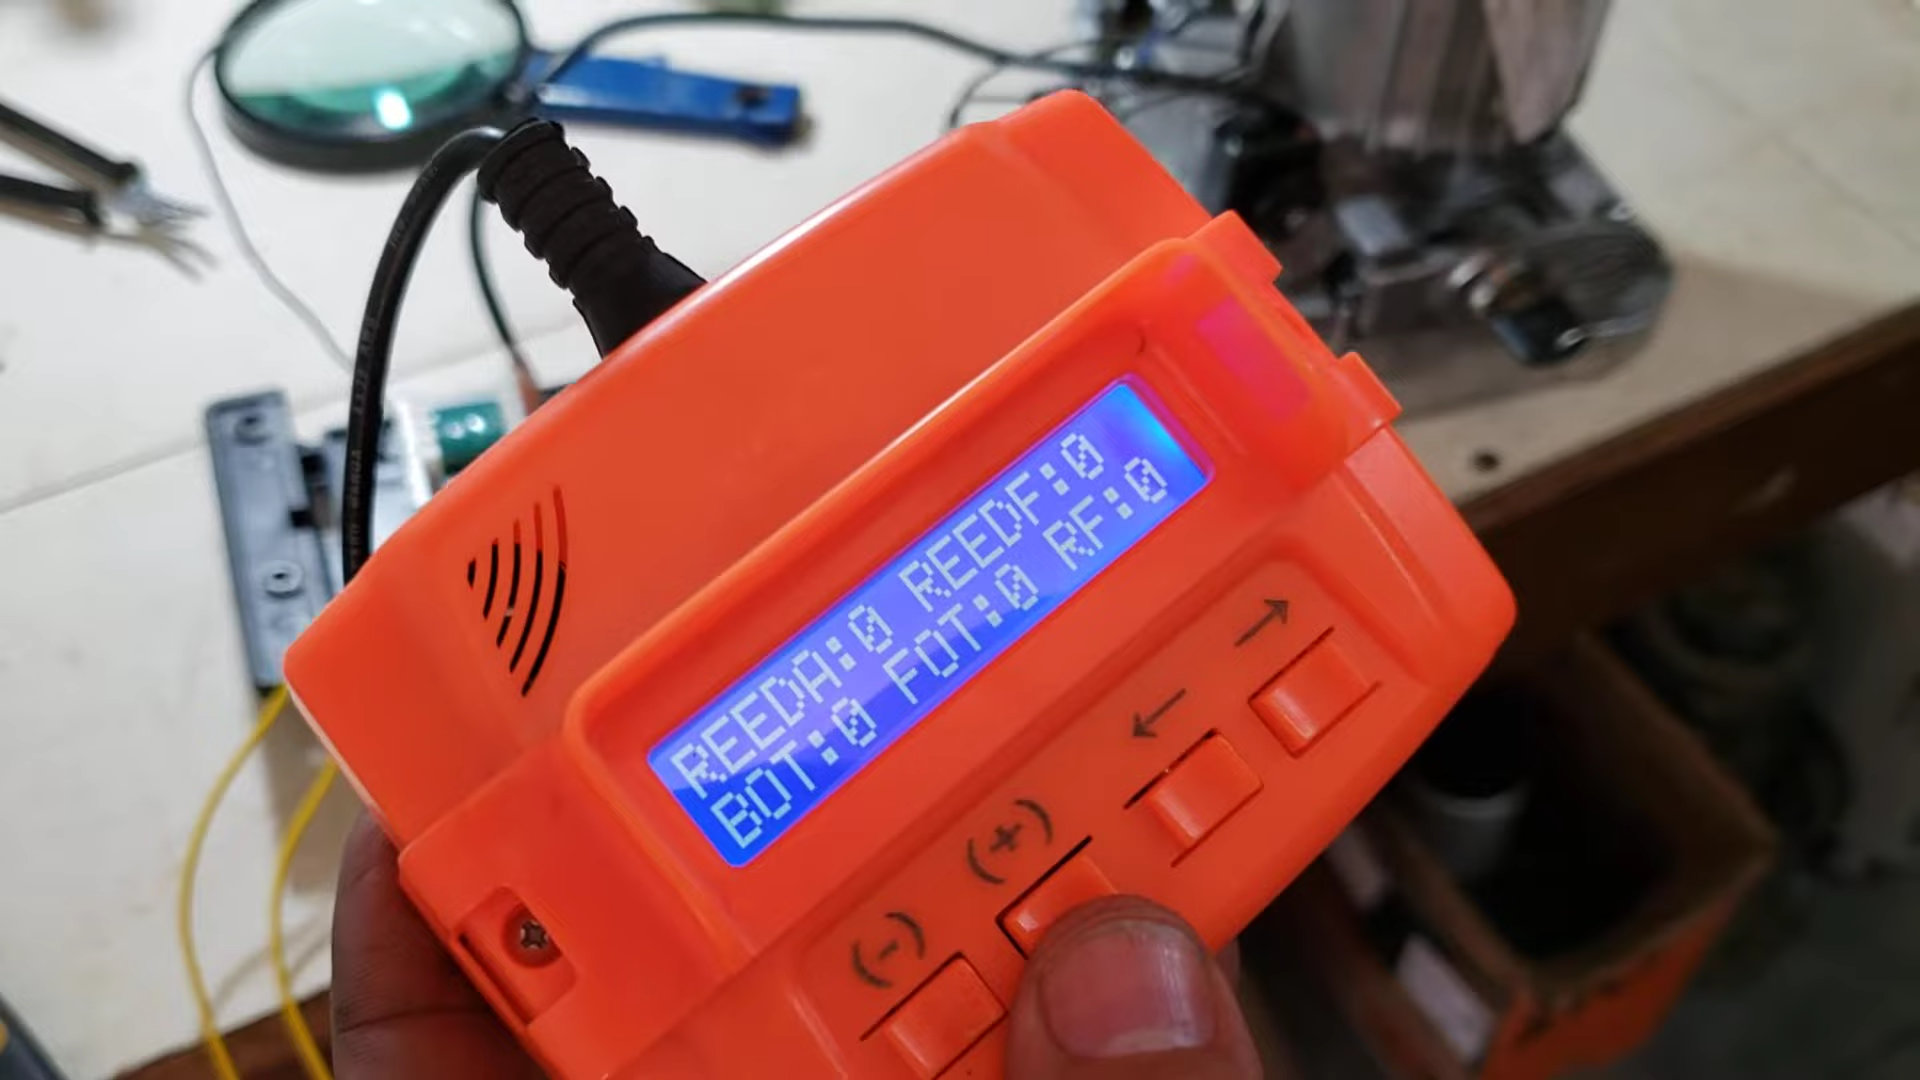 REEDA:0 REEDF:0
BOT:0 FOT:0 RF:0
→
←
(+)
(-)